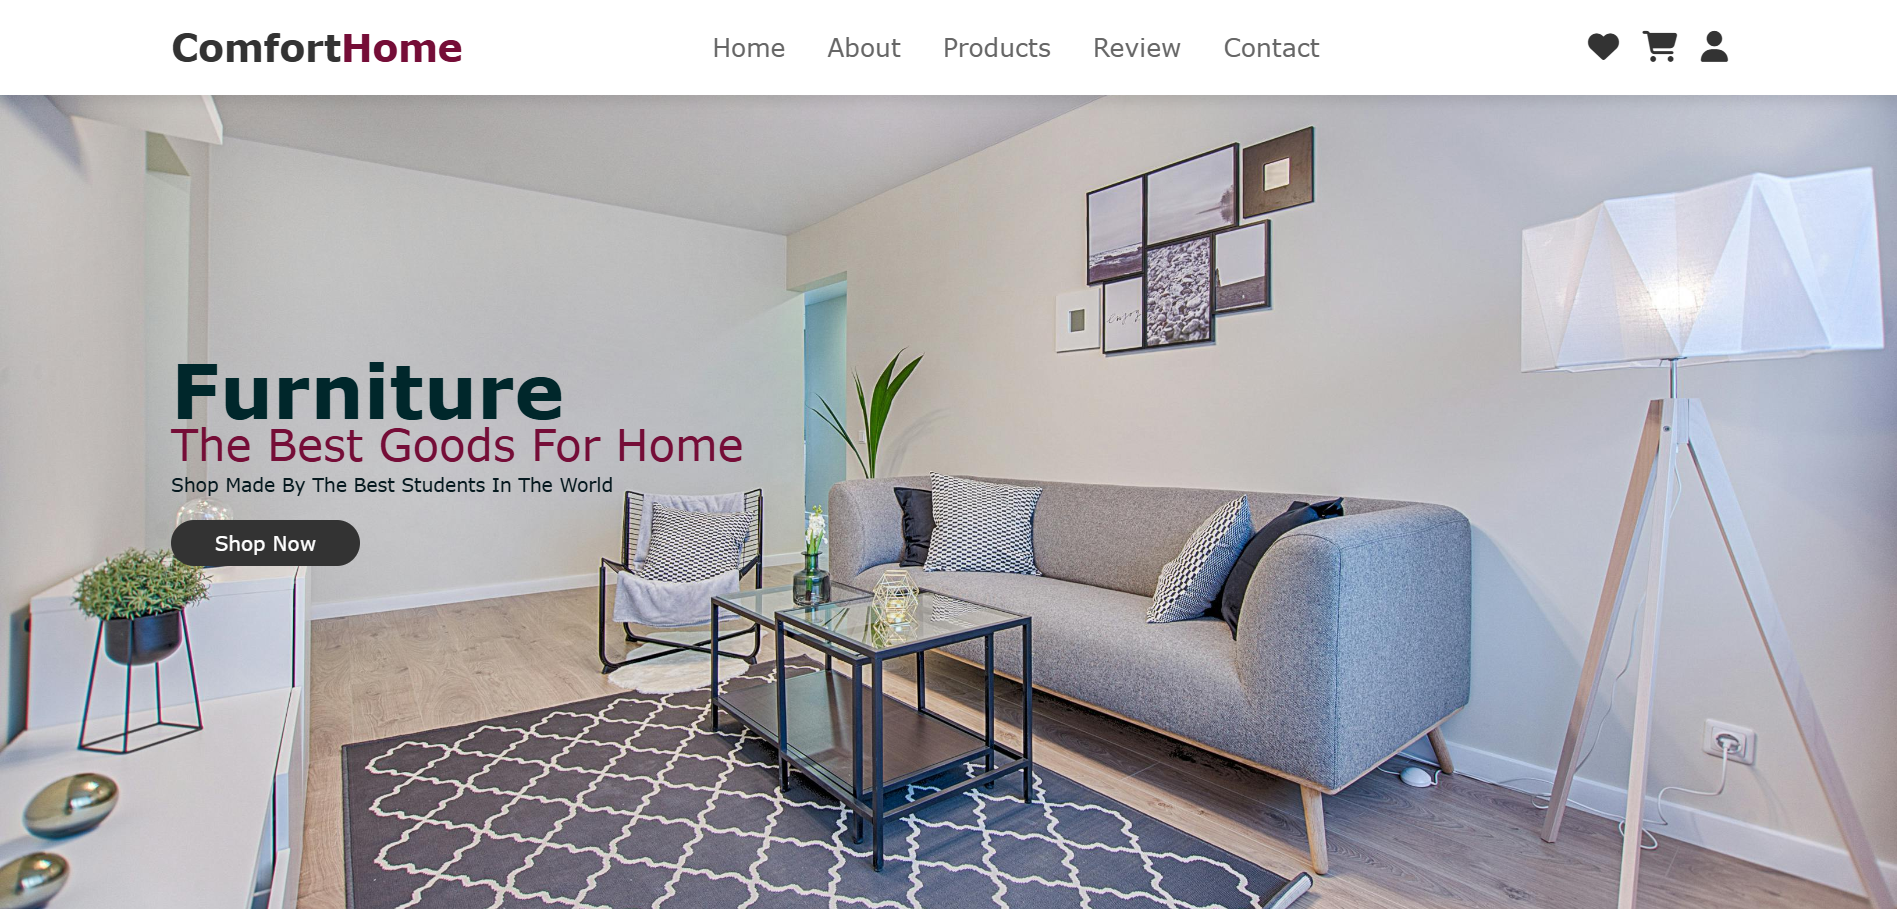 ComfortHome
Home About Products Review Contact
enjoy
Furniture
The Best Goods For Home
Shop Made By The Best Students In The World
Shop Now